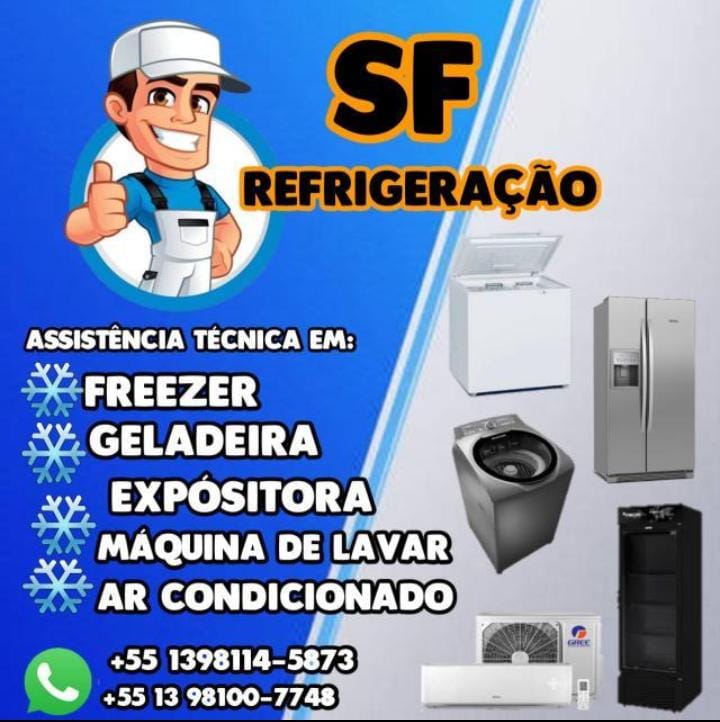 SF
REFRIGERAÇÃO
ASSISTÊNCIA TÉCNICA EM:
FREEZER
GELADEIRA
EXPÓSITORA
MÁQUINA DE LAVAR
AR CONDICIONADO
+55 1398114-5873
+55 13 98100-7748
GREE